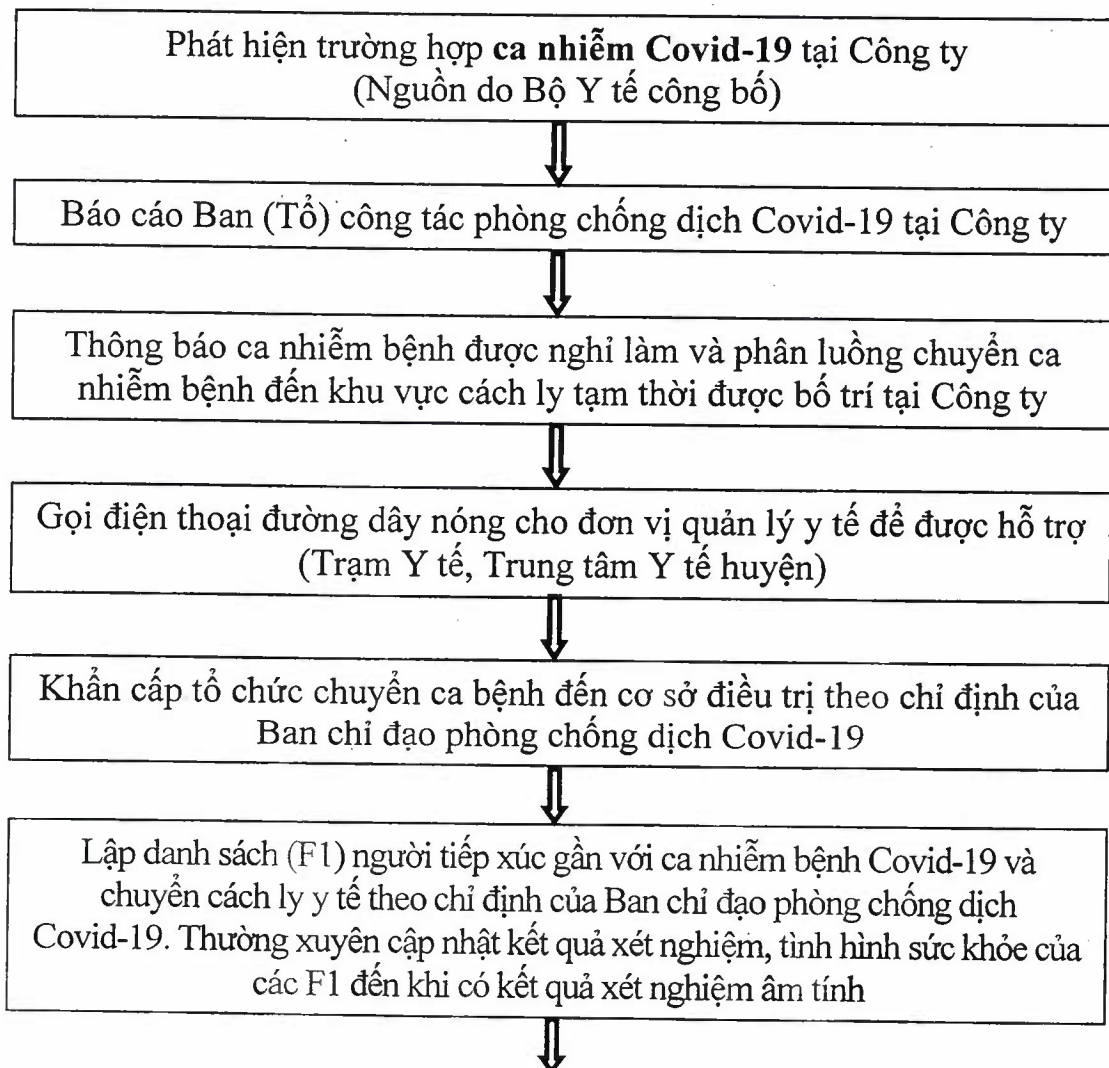 Phát hiện trường hợp ca nhiễm Covid-19 tại Công ty
(Nguồn do Bộ Y tế công bố)
Báo cáo Ban (Tổ) công tác phòng chống dịch Covid-19 tại Công ty
Thông báo ca nhiễm bệnh được nghỉ làm và phân luồng chuyển ca
nhiễm bệnh đến khu vực cách ly tạm thời được bố trí tại Công ty
Gọi điện thoại đường dây nóng cho đơn vị quản lý y tế để được hỗ trợ
(Trạm Y tế, Trung tâm Y tế huyện)
Khẩn cấp tổ chức chuyển ca bệnh đến cơ sở điều trị theo chỉ định của
Ban chỉ đạo phòng chống dịch Covid-19
Lập danh sách (F1) người tiếp xúc gần với ca nhiễm bệnh Covid-19 và
chuyển cách ly y tế theo chỉ định của Ban chỉ đạo phòng chống dịch
Covid-19. Thường xuyên cập nhật kết quả xét nghiệm, tình hình sức khỏe của
các F1 đến khi có kết quả xét nghiệm âm tính